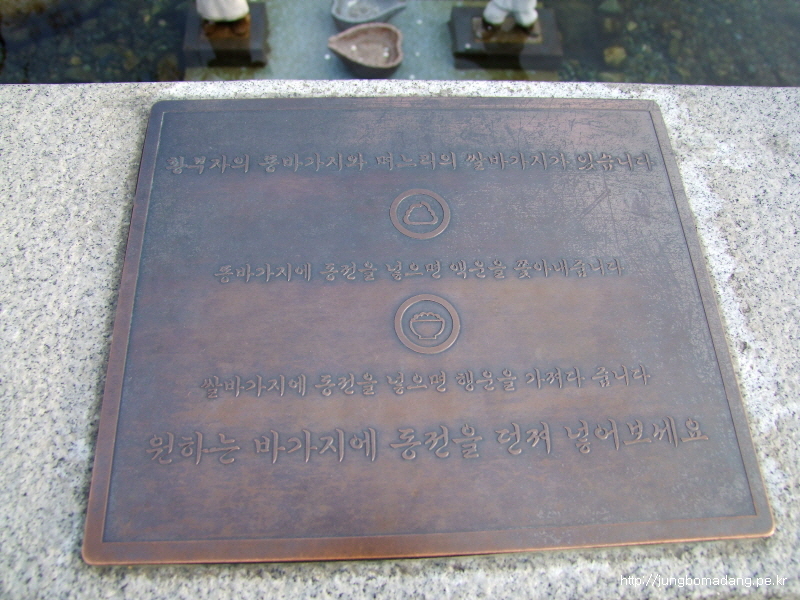 황부자의 똥바가지와 며느리의 쌀바가지가 있습니다
똥바가지에 동전을 넣으면 액운을 쫓아내줍니다
쌀바가지에 동전을 넣으면 행운을 가져다 줍니다
원하는 바가지에 동전을 던져 넣어보세요
http://jungbomadang.pe.kr